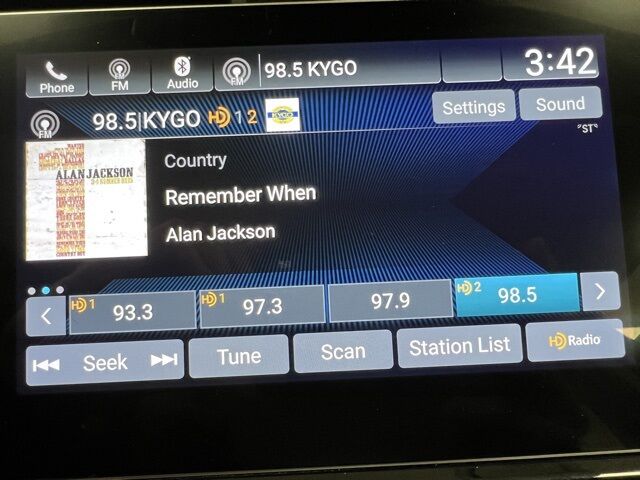 Phone
FM
Audio
FM
98.5 KYGO
3:42
FM
98.5|KYGO HD 1 2
KYGO
Settings
Sound
"ST"
ALAN JACKSON
Country
Remember When
Alan Jackson
HD 1 93.3
HD 1 97.3
97.9
HD 2 98.5
Seek
Tune
Scan
Station List
HD Radio